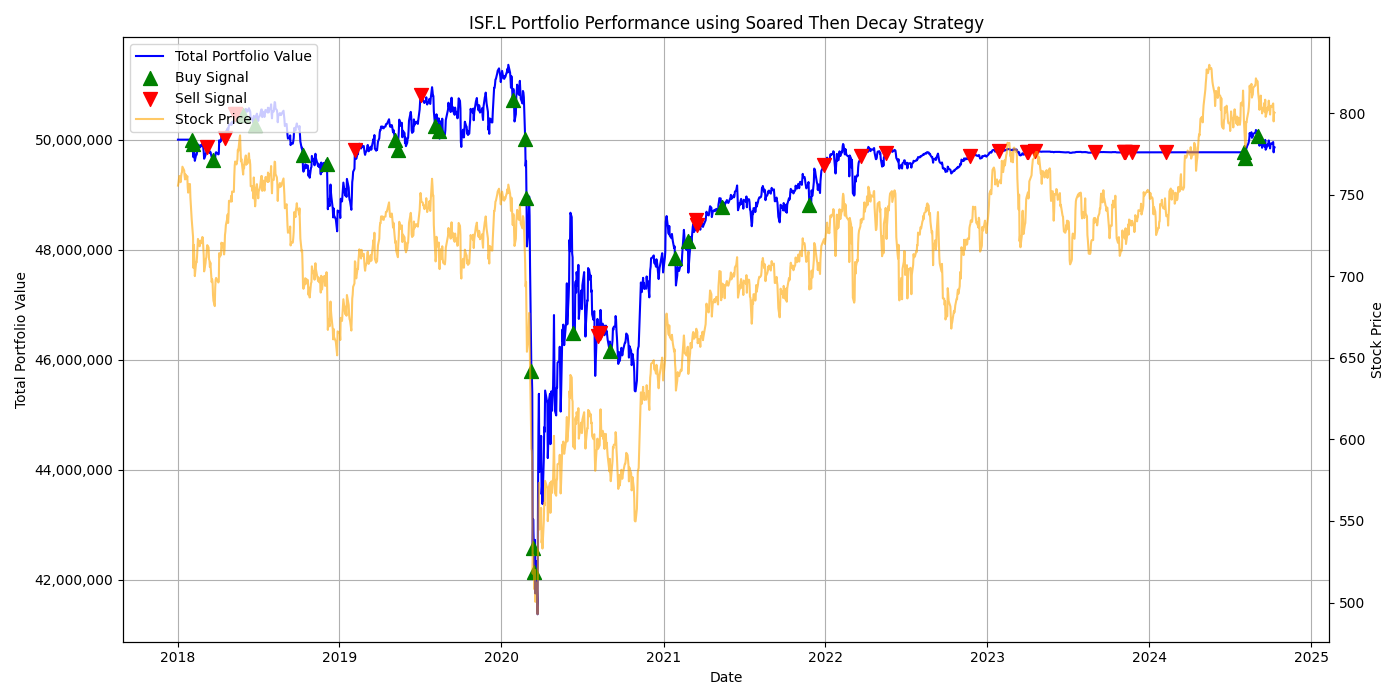 ISF.L Portfolio Performance using Soared Then Decay Strategy
Total Portfolio Value
Buy Signal
Sell Signal
Stock Price
50,000,000
48,000,000
46,000,000
44,000,000
42,000,000
Total Portfolio Value
800
750
700
650
600
550
500
Stock Price
2018
2019
2020
2021
2022
2023
2024
2025
Date